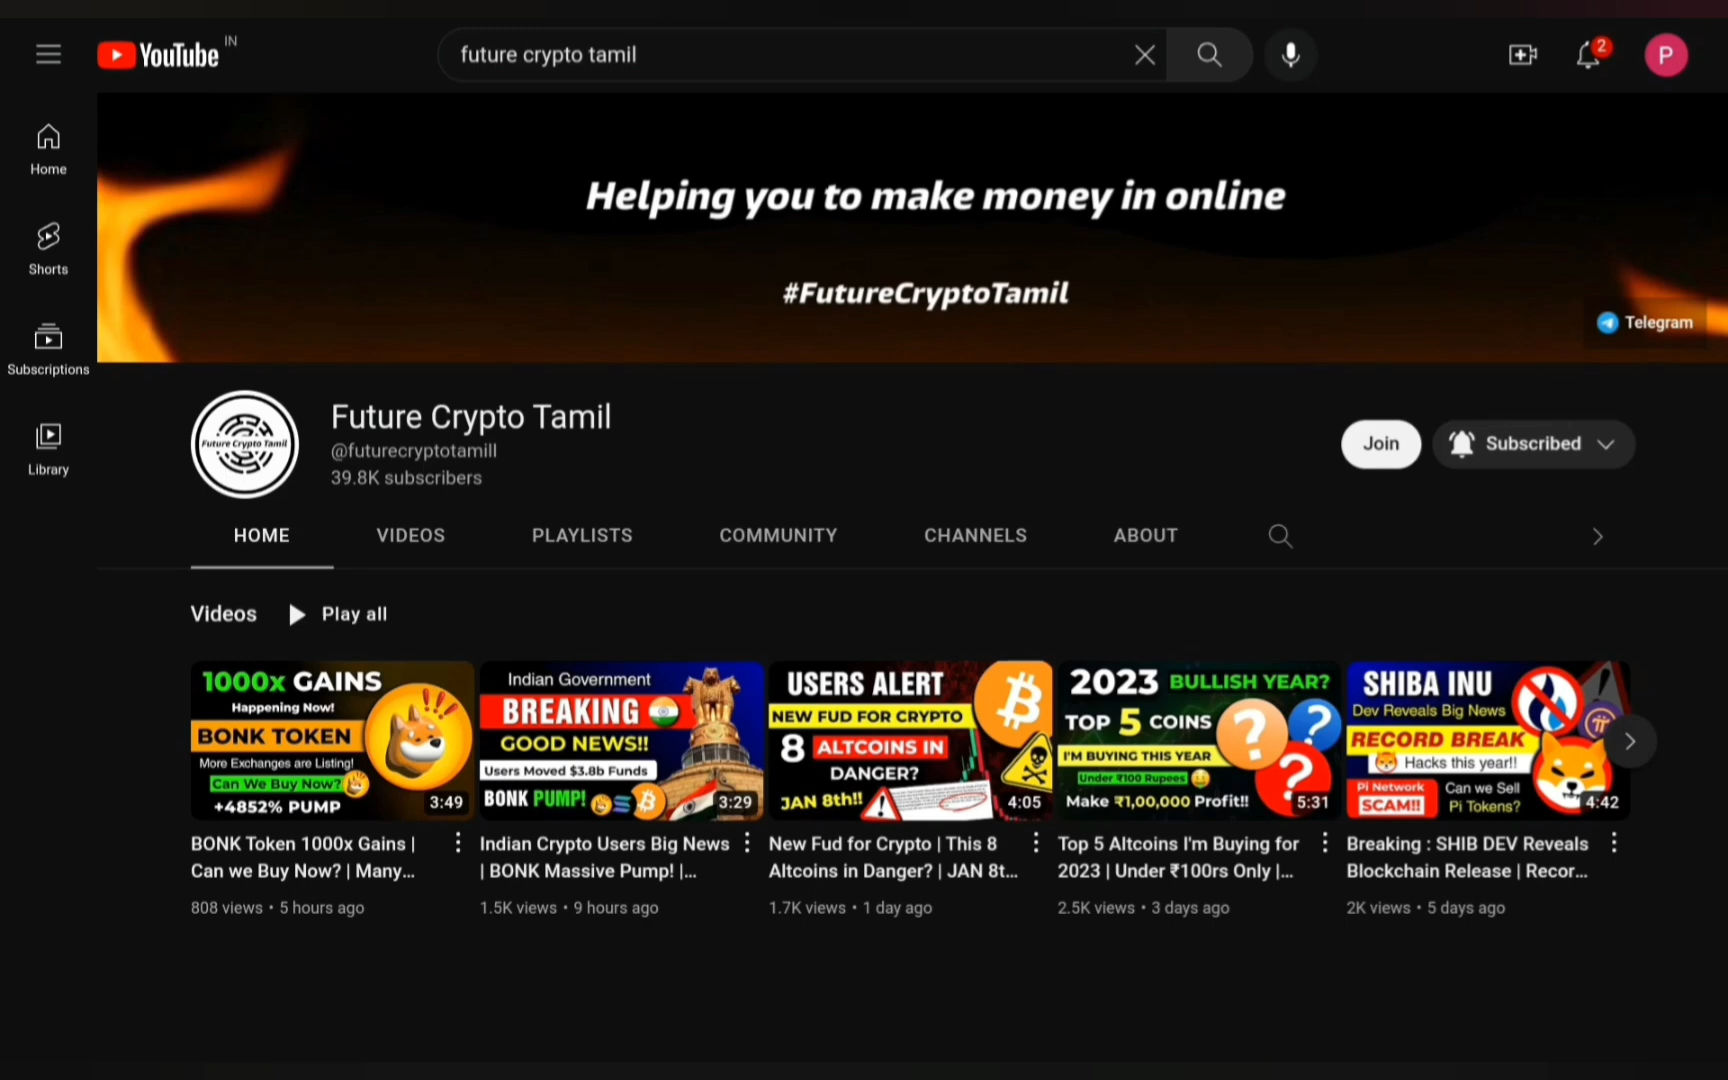 YouTube IN
future crypto tamil
2
P
Home
Shorts
Subscriptions
Library
Helping you to make money in online
#FutureCryptoTamil
Telegram
Future Crypto Tamil
Future Crypto Tamil
@futurecryptotamill
39.8K subscribers
Join
Subscribed
HOME
VIDEOS
PLAYLISTS
COMMUNITY
CHANNELS
ABOUT
Videos
Play all
1000x GAINS
Happening Now!
BONK TOKEN
More Exchanges are Listing!
Can We Buy Now?
+4852% PUMP
3:49
BONK Token 1000x Gains |
Can we Buy Now? | Many...
808 views • 5 hours ago
Indian Government
BREAKING
GOOD NEWS!!
Users Moved $3.8b Funds
BONK PUMP!
3:29
Indian Crypto Users Big News
| BONK Massive Pump! |...
1.5K views • 9 hours ago
USERS ALERT
NEW FUD FOR CRYPTO
8 ALTCOINS IN
DANGER?
JAN 8th!!
4:05
New Fud for Crypto | This 8
Altcoins in Danger? | JAN 8t...
1.7K views • 1 day ago
2023 BULLISH YEAR?
TOP 5 COINS
I'M BUYING THIS YEAR
Under ₹100 Rupees
Make ₹1,00,000 Profit!!
5:31
Top 5 Altcoins I'm Buying for
2023 | Under ₹100rs Only |...
2.5K views • 3 days ago
SHIBA INU
Dev Reveals Big News
RECORD BREAK
Hacks this year!!
Pi Network
SCAM!!
Can we Sell
Pi Tokens?
4:42
Breaking : SHIB DEV Reveals
Blockchain Release | Recor...
2K views • 5 days ago